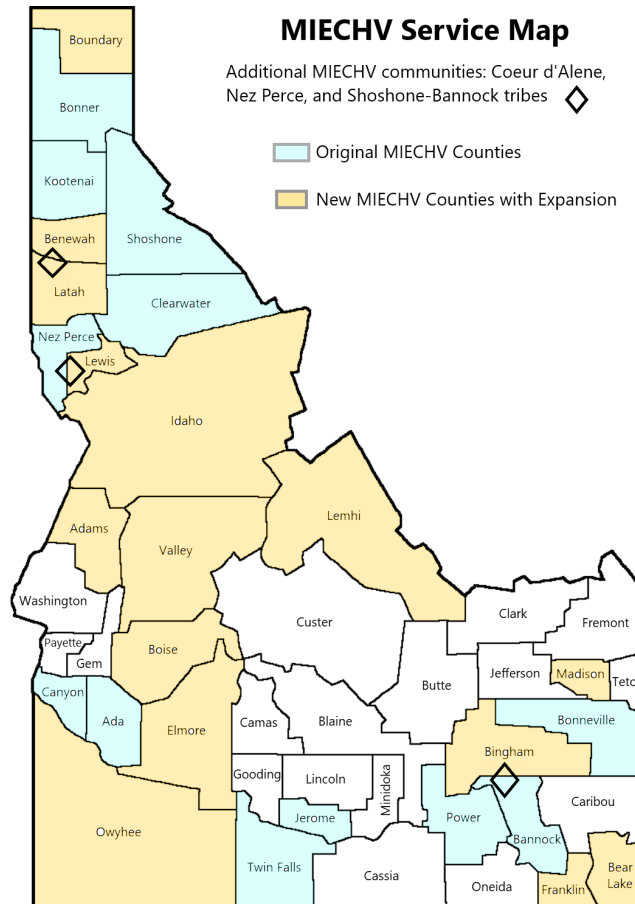 MIECHV Service Map
Additional MIECHV communities: Coeur d'Alene,
Nez Perce, and Shoshone-Bannock tribes
Original MIECHV Counties
New MIECHV Counties with Expansion
Boundary
Bonner
Kootenai
Benewah
Shoshone
Latah
Clearwater
Nez Perce
Lewis
Idaho
Lemhi
Adams
Valley
Washington
Custer
Clark
Fremont
Payette
Gem
Boise
Butte
Jefferson
Madison
Teto
Canyon
Ada
Elmore
Camas
Blaine
Bonneville
Bingham
Gooding
Lincoln
Minidoka
Jerome
Power
Caribou
Owyhee
Bannock
Twin Falls
Cassia
Oneida
Franklin
Bear
Lake